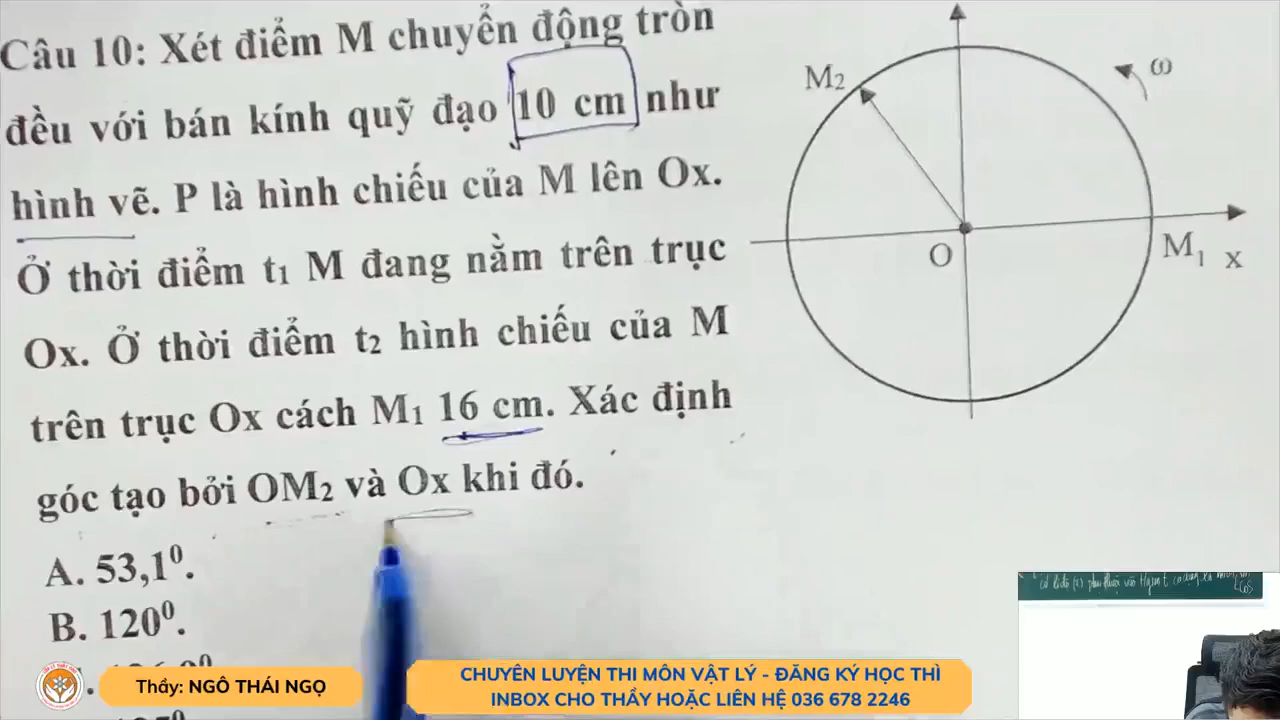 Câu 10: Xét điểm M chuyển động tròn
đều với bán kính quỹ đạo 10 cm như
hình vẽ. P là hình chiếu của M lên Ox.
Ở thời điểm t₁ M đang nằm trên trục
Ox. Ở thời điểm t₂ hình chiếu của M
trên trục Ox cách M₁ 16 cm. Xác định
góc tạo bởi OM₂ và Ox khi đó.
A. 53,1⁰.
B. 120⁰.
M₂
ω
O
M₁
x
Thầy: NGÔ THÁI NGỌ
CHUYÊN LUYỆN THI MÔN VẬT LÝ - ĐĂNG KÝ HỌC THÌ
INBOX CHO THẦY HOẶC LIÊN HỆ 036 678 2246